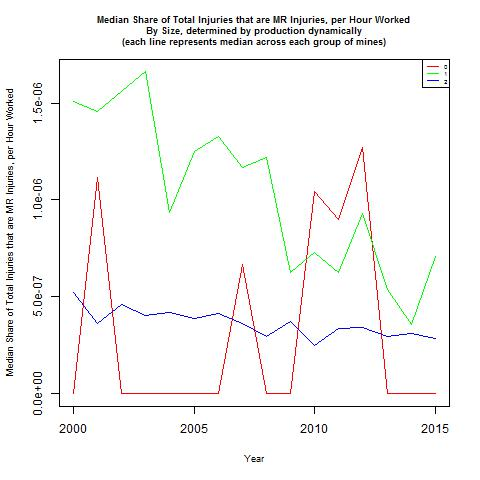 Median Share of Total Injuries that are MR Injuries, per Hour Worked
By Size, determined by production dynamically
(each line represents median across each group of mines)
0
1
2
Median Share of Total Injuries that are MR Injuries, per Hour Worked
1.5e-06
1.0e-06
5.0e-07
0.0e+00
2000
2005
2010
2015
Year